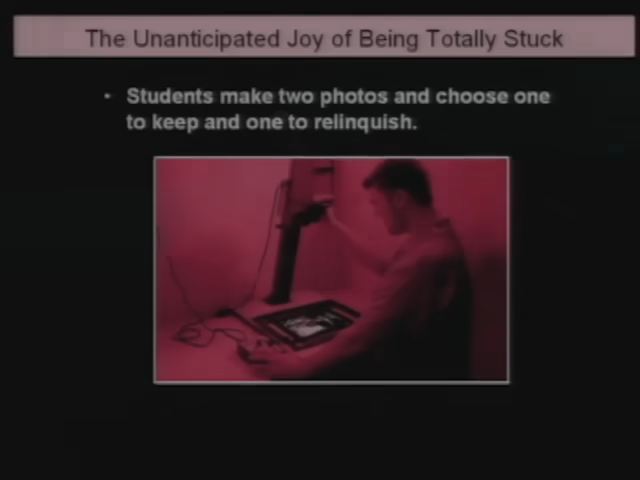 The Unanticipated Joy of Being Totally Stuck
• Students make two photos and choose one
to keep and one to relinquish.